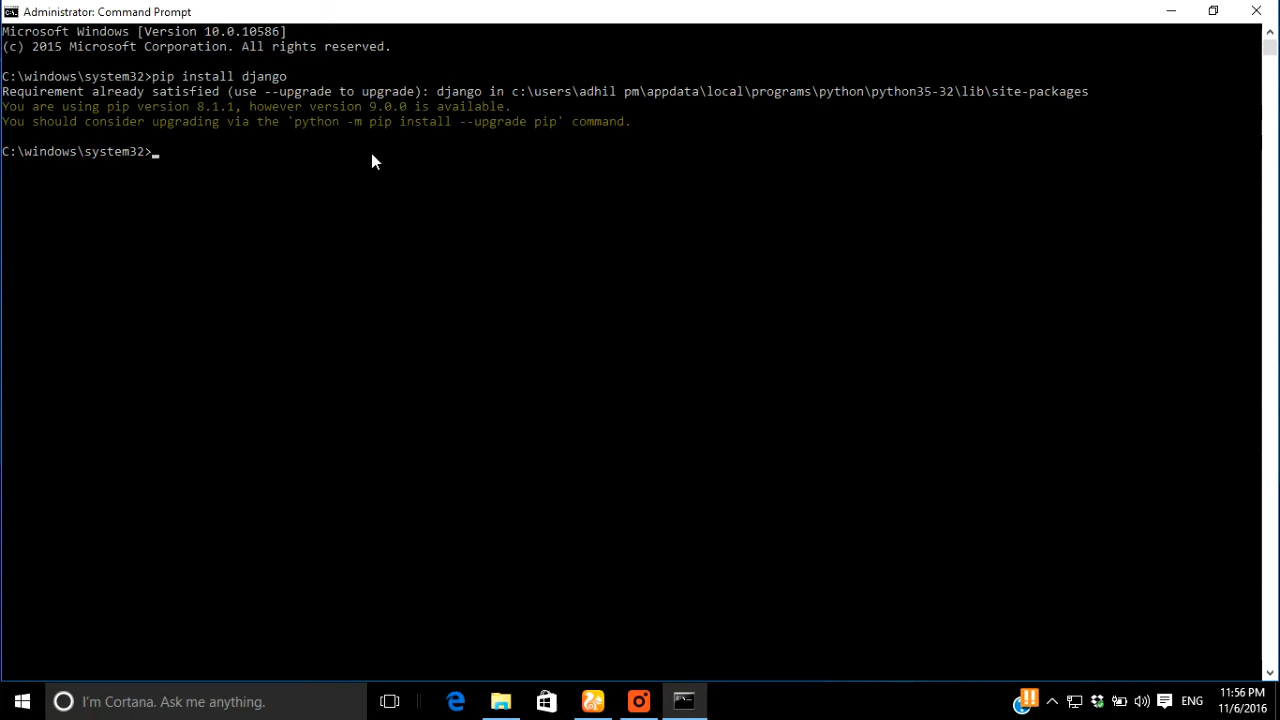 Administrator: Command Prompt
Microsoft Windows [Version 10.0.10586]
(c) 2015 Microsoft Corporation. All rights reserved.
C:\windows\system32>pip install django
Requirement already satisfied (use --upgrade to upgrade): django in c:\users\adhil pm\appdata\local\programs\python\python35-32\lib\site-packages
You are using pip version 8.1.1, however version 9.0.0 is available.
You should consider upgrading via the 'python -m pip install --upgrade pip' command.
C:\windows\system32>
I'm Cortana. Ask me anything.
ENG
11:56 PM
11/6/2016